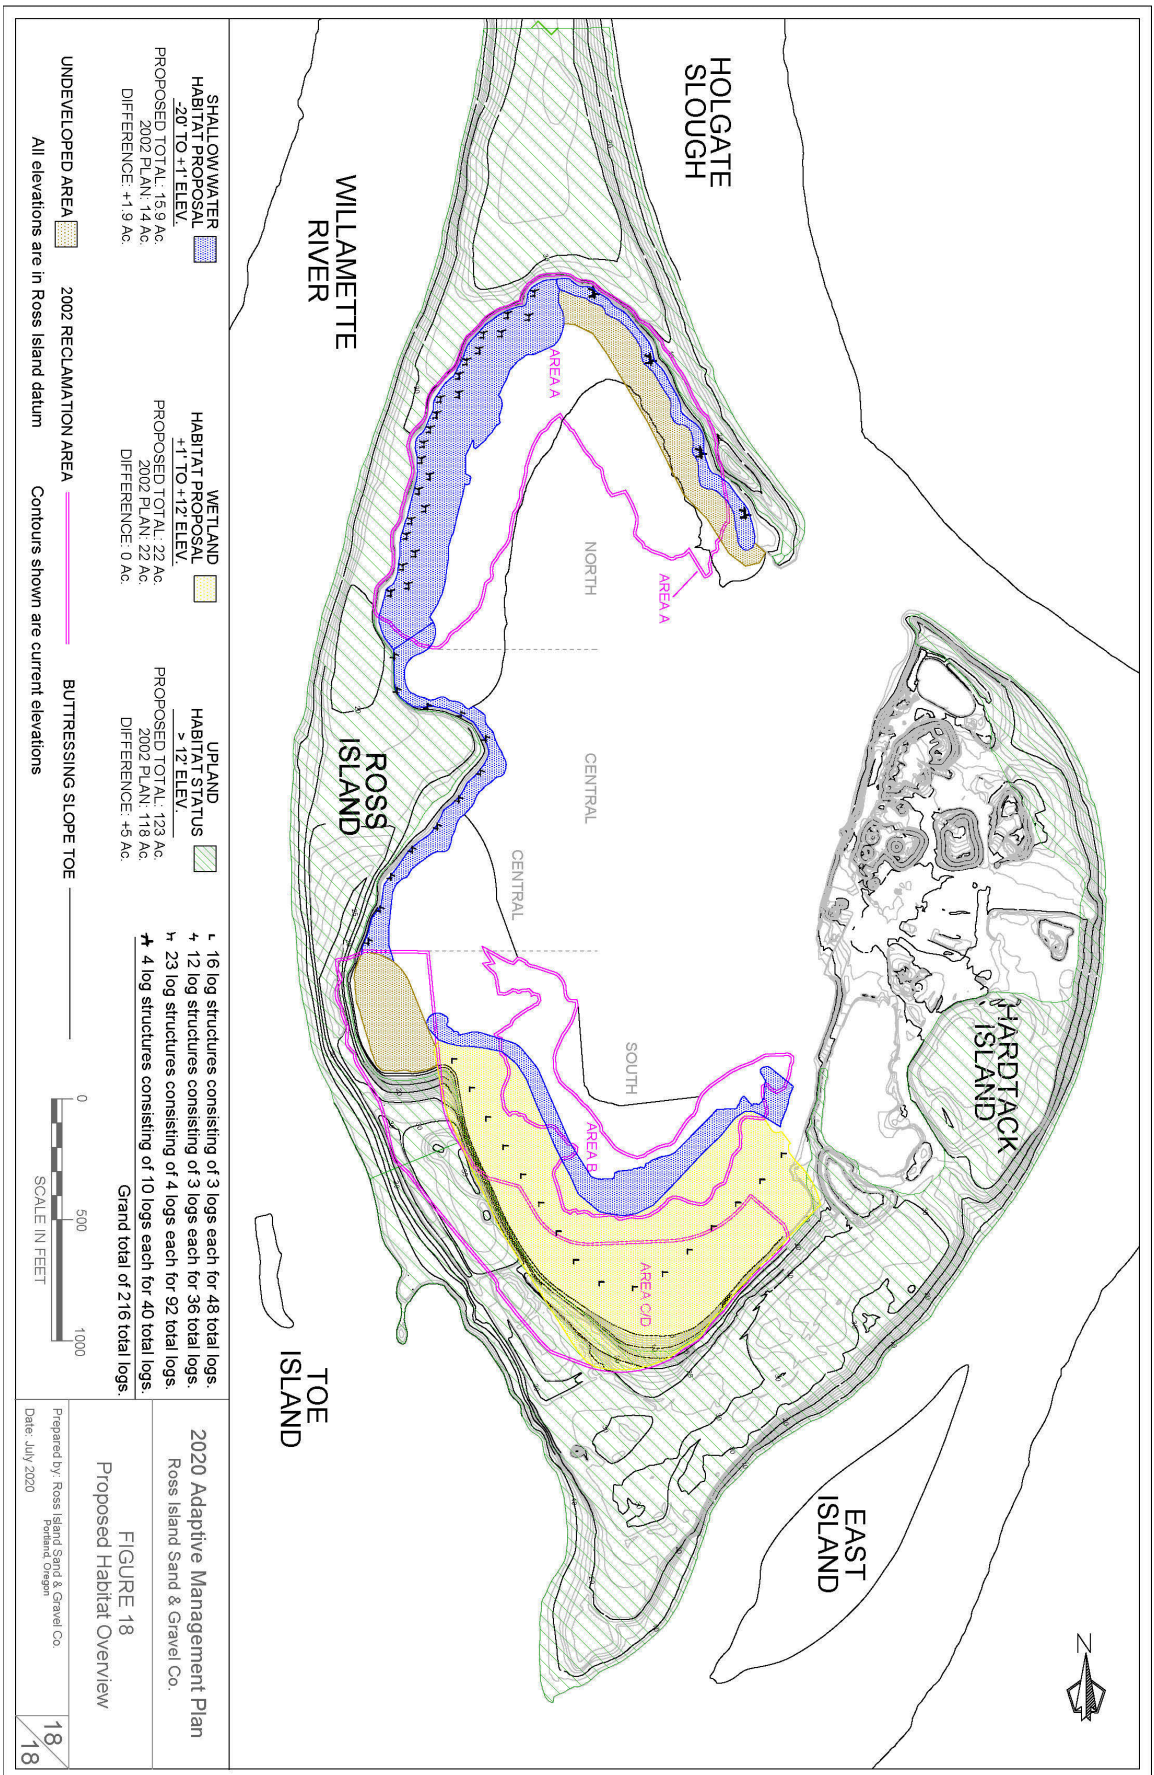 HOLGATE
SLOUGH
WILLAMETTE
RIVER
HARDTACK
ISLAND
ROSS
ISLAND
EAST
ISLAND
TOE
ISLAND
AREA A
AREA A
NORTH
CENTRAL
CENTRAL
SOUTH
AREA B
AREA C/D
N
SHALLOW WATER
HABITAT PROPOSAL
-20' TO +1' ELEV.
PROPOSED TOTAL: 15.9 Ac.
2002 PLAN: 14 Ac.
DIFFERENCE: +1.9 Ac.
WETLAND
HABITAT PROPOSAL
+1' TO +12' ELEV.
PROPOSED TOTAL: 22 Ac.
2002 PLAN: 22 Ac.
DIFFERENCE: 0 Ac.
UPLAND
HABITAT STATUS
> 12' ELEV.
PROPOSED TOTAL: 123 Ac.
2002 PLAN: 118 Ac.
DIFFERENCE: +5 Ac.
16 log structures consisting of 3 logs each for 48 total logs.
12 log structures consisting of 3 logs each for 36 total logs.
23 log structures consisting of 4 logs each for 92 total logs.
4 log structures consisting of 10 logs each for 40 total logs.
Grand total of 216 total logs.
UNDEVELOPED AREA
2002 RECLAMATION AREA
BUTTRESSING SLOPE TOE
All elevations are in Ross Island datum
Contours shown are current elevations
0 500 1000
SCALE IN FEET
2020 Adaptive Management Plan
Ross Island Sand & Gravel Co.
FIGURE 18
Proposed Habitat Overview
Prepared by: Ross Island Sand & Gravel Co.
Portland, Oregon
Date: July 2020
18
18